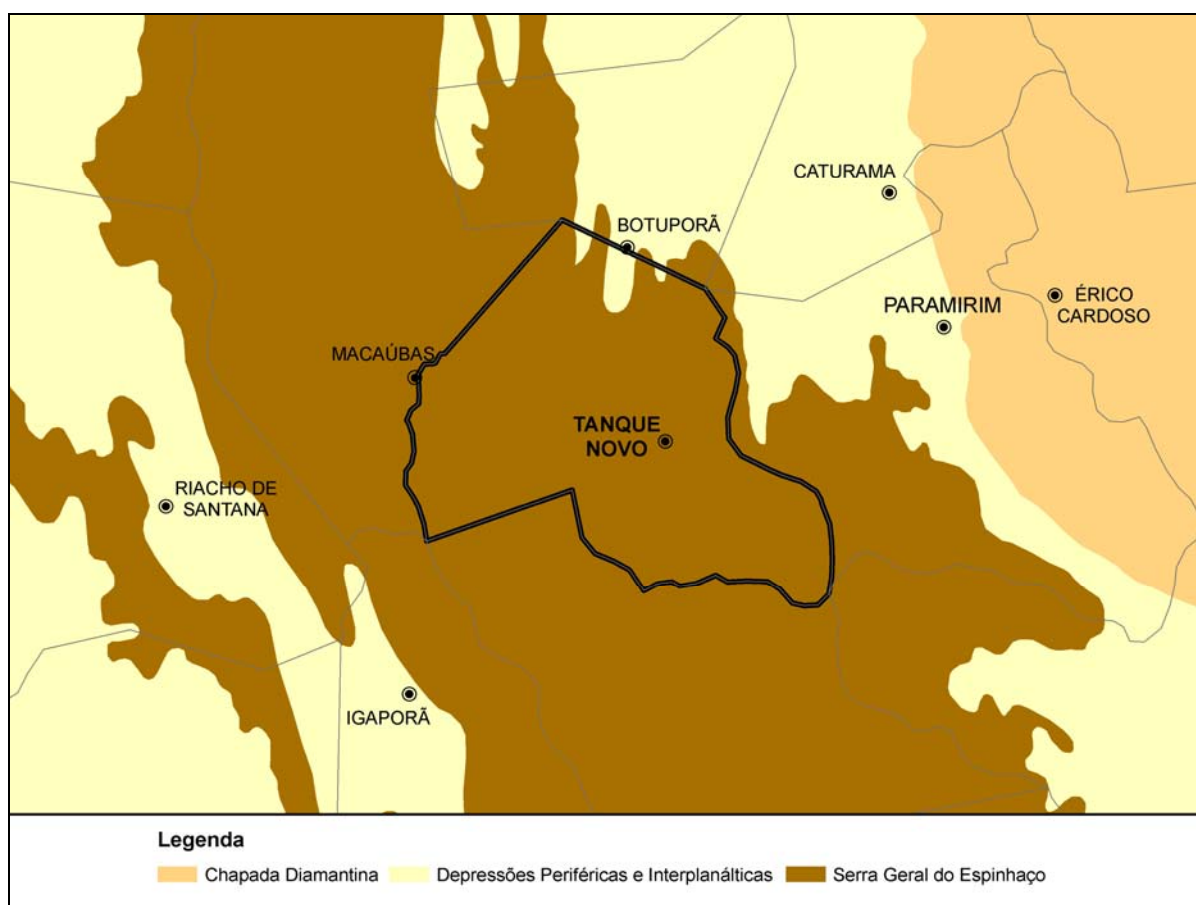 CATURAMA
BOTUPORÃ
ÉRICO
CARDOSO
PARAMIRIM
MACAÚBAS
TANQUE
NOVO
RIACHO DE
SANTANA
IGAPORÃ
Legenda
Chapada Diamantina
Depressões Periféricas e Interplanálticas
Serra Geral do Espinhaço